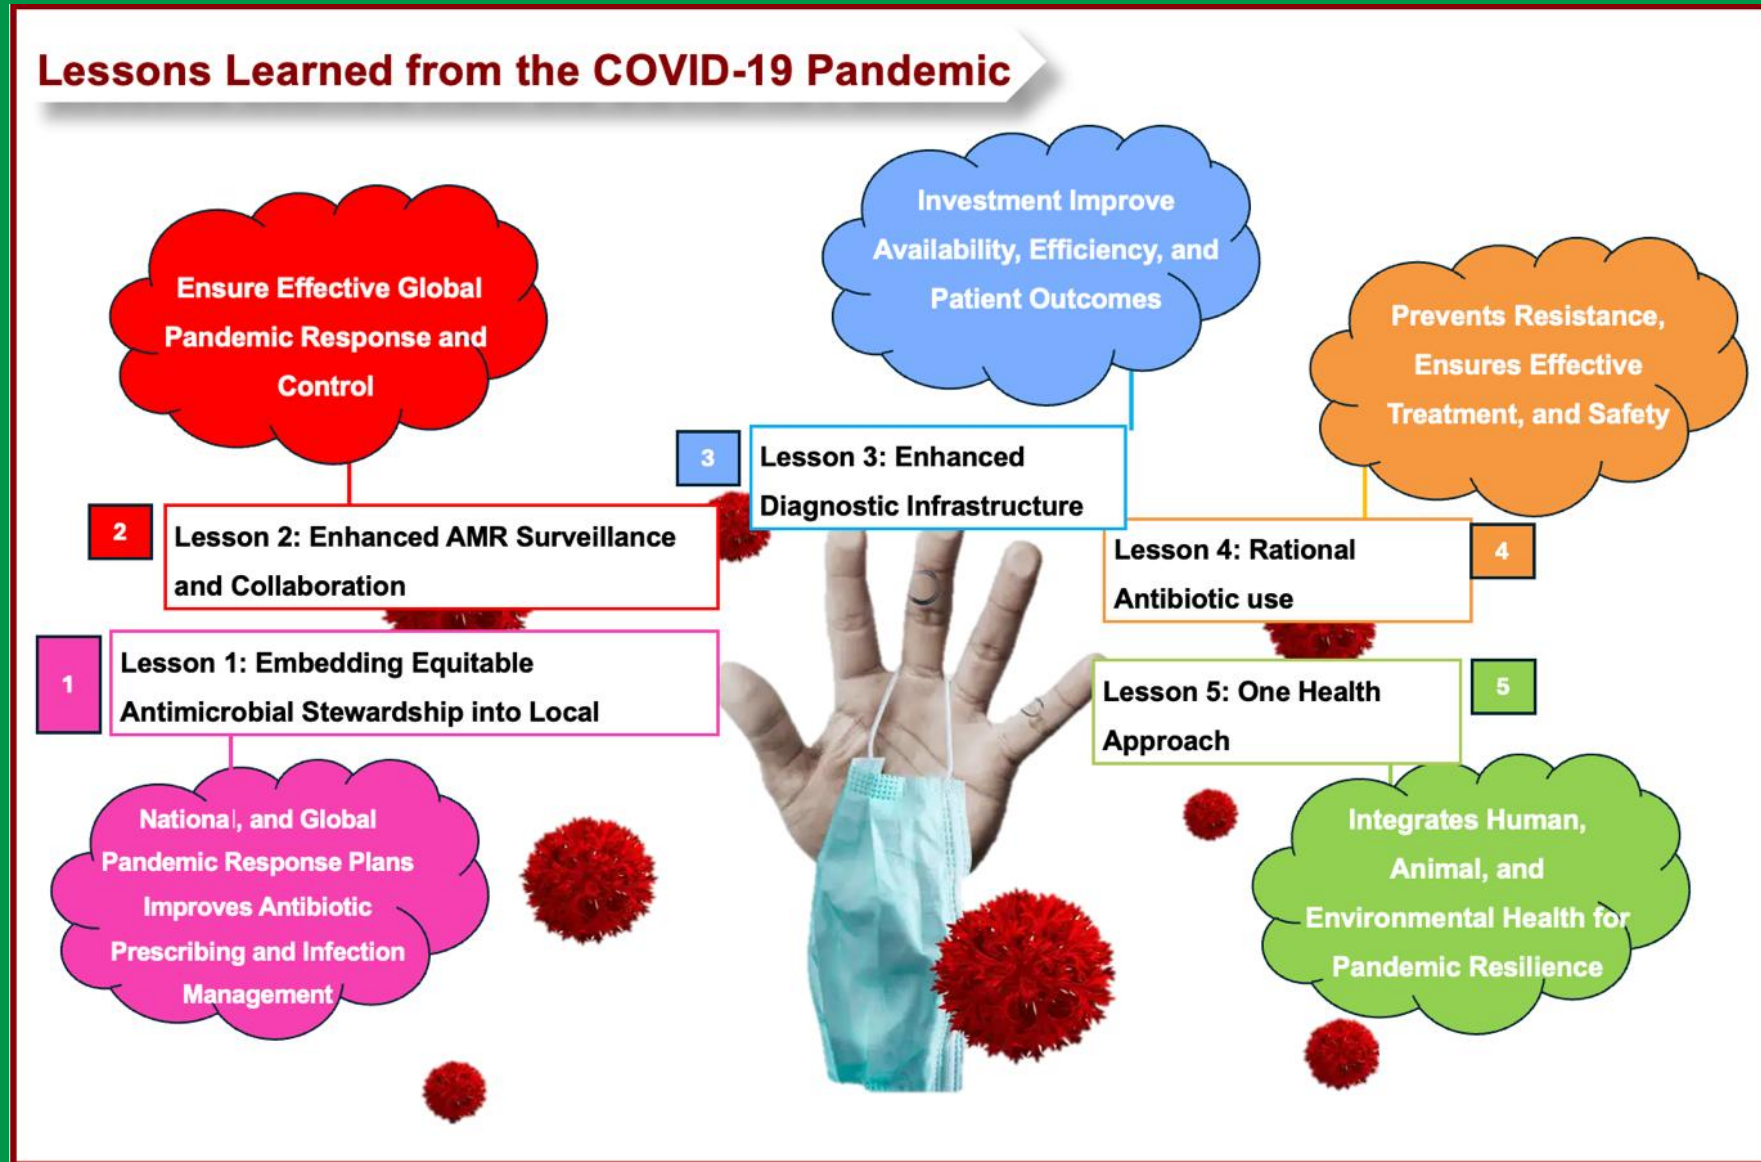 Lessons Learned from the COVID-19 Pandemic
Ensure Effective Global
Pandemic Response and
Control
2
Lesson 2: Enhanced AMR Surveillance
and Collaboration
1
Lesson 1: Embedding Equitable
Antimicrobial Stewardship into Local
National, and Global
Pandemic Response Plans
Improves Antibiotic
Prescribing and Infection
Management
Investment Improve
Availability, Efficiency, and
Patient Outcomes
3
Lesson 3: Enhanced
Diagnostic Infrastructure
Prevents Resistance,
Ensures Effective
Treatment, and Safety
Lesson 4: Rational
Antibiotic use
4
Lesson 5: One Health
Approach
5
Integrates Human,
Animal, and
Environmental Health for
Pandemic Resilience